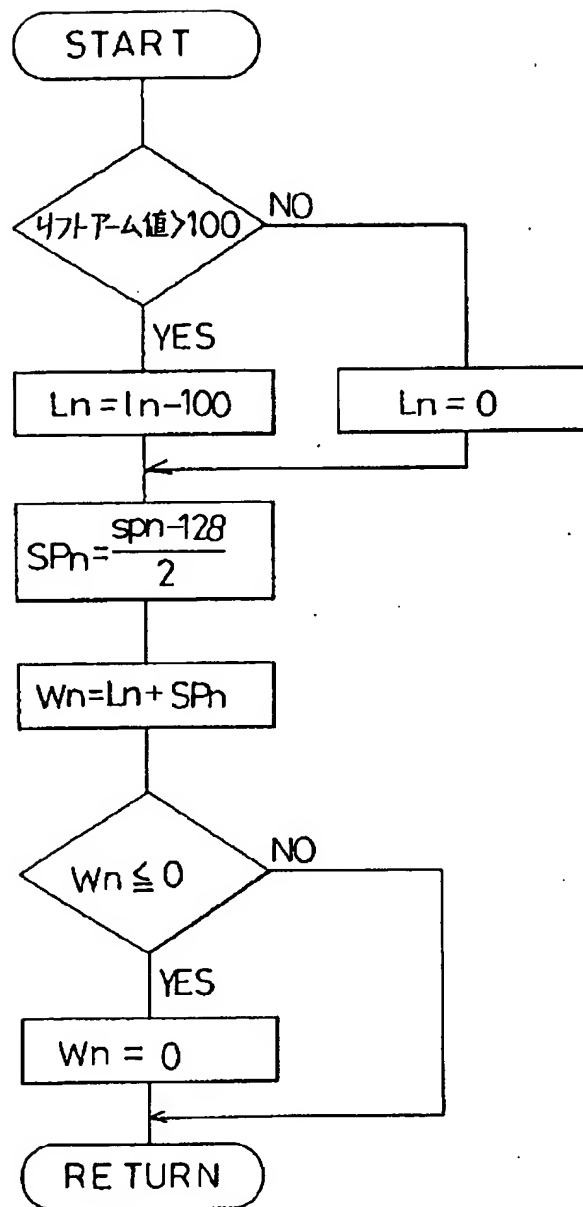 START
リフトアーム値>100
NO
YES
Ln=ln-100
Ln = 0
SPn=spn-128/2
Wn=Ln+ SPn
Wn ≦ 0
NO
YES
Wn = 0
RETURN